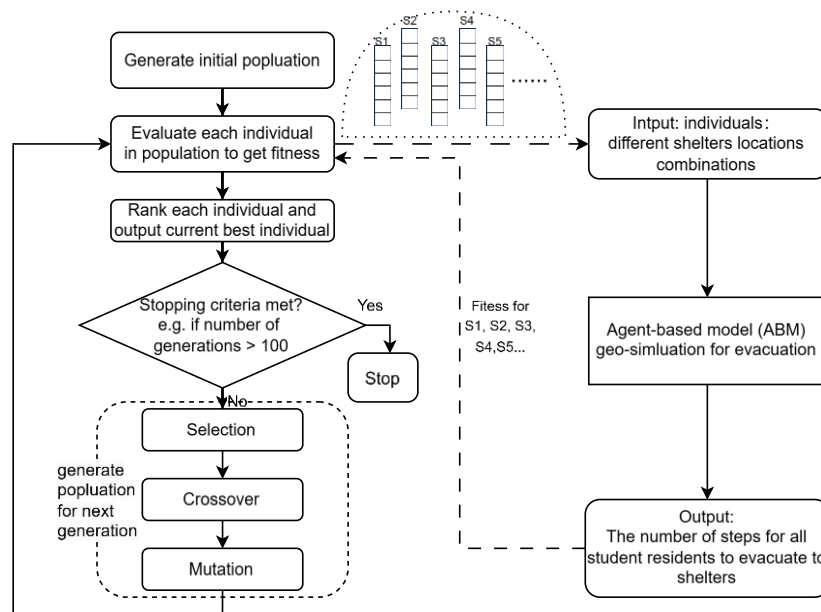 Generate initial popluation
S1
S2
S3
S4
S5
......
Evaluate each individual
in population to get fitness
Intput: individuals:
different shelters locations
combinations
Rank each individual and
output current best individual
Stopping criteria met?
e.g. if number of
generations > 100
Yes
Stop
No
Fitess for
S1, S2, S3,
S4,S5...
Agent-based model (ABM)
geo-simluation for evacuation
generate
popluation
for next
generation
Selection
Crossover
Mutation
Output:
The number of steps for all
student residents to evacuate to
shelters